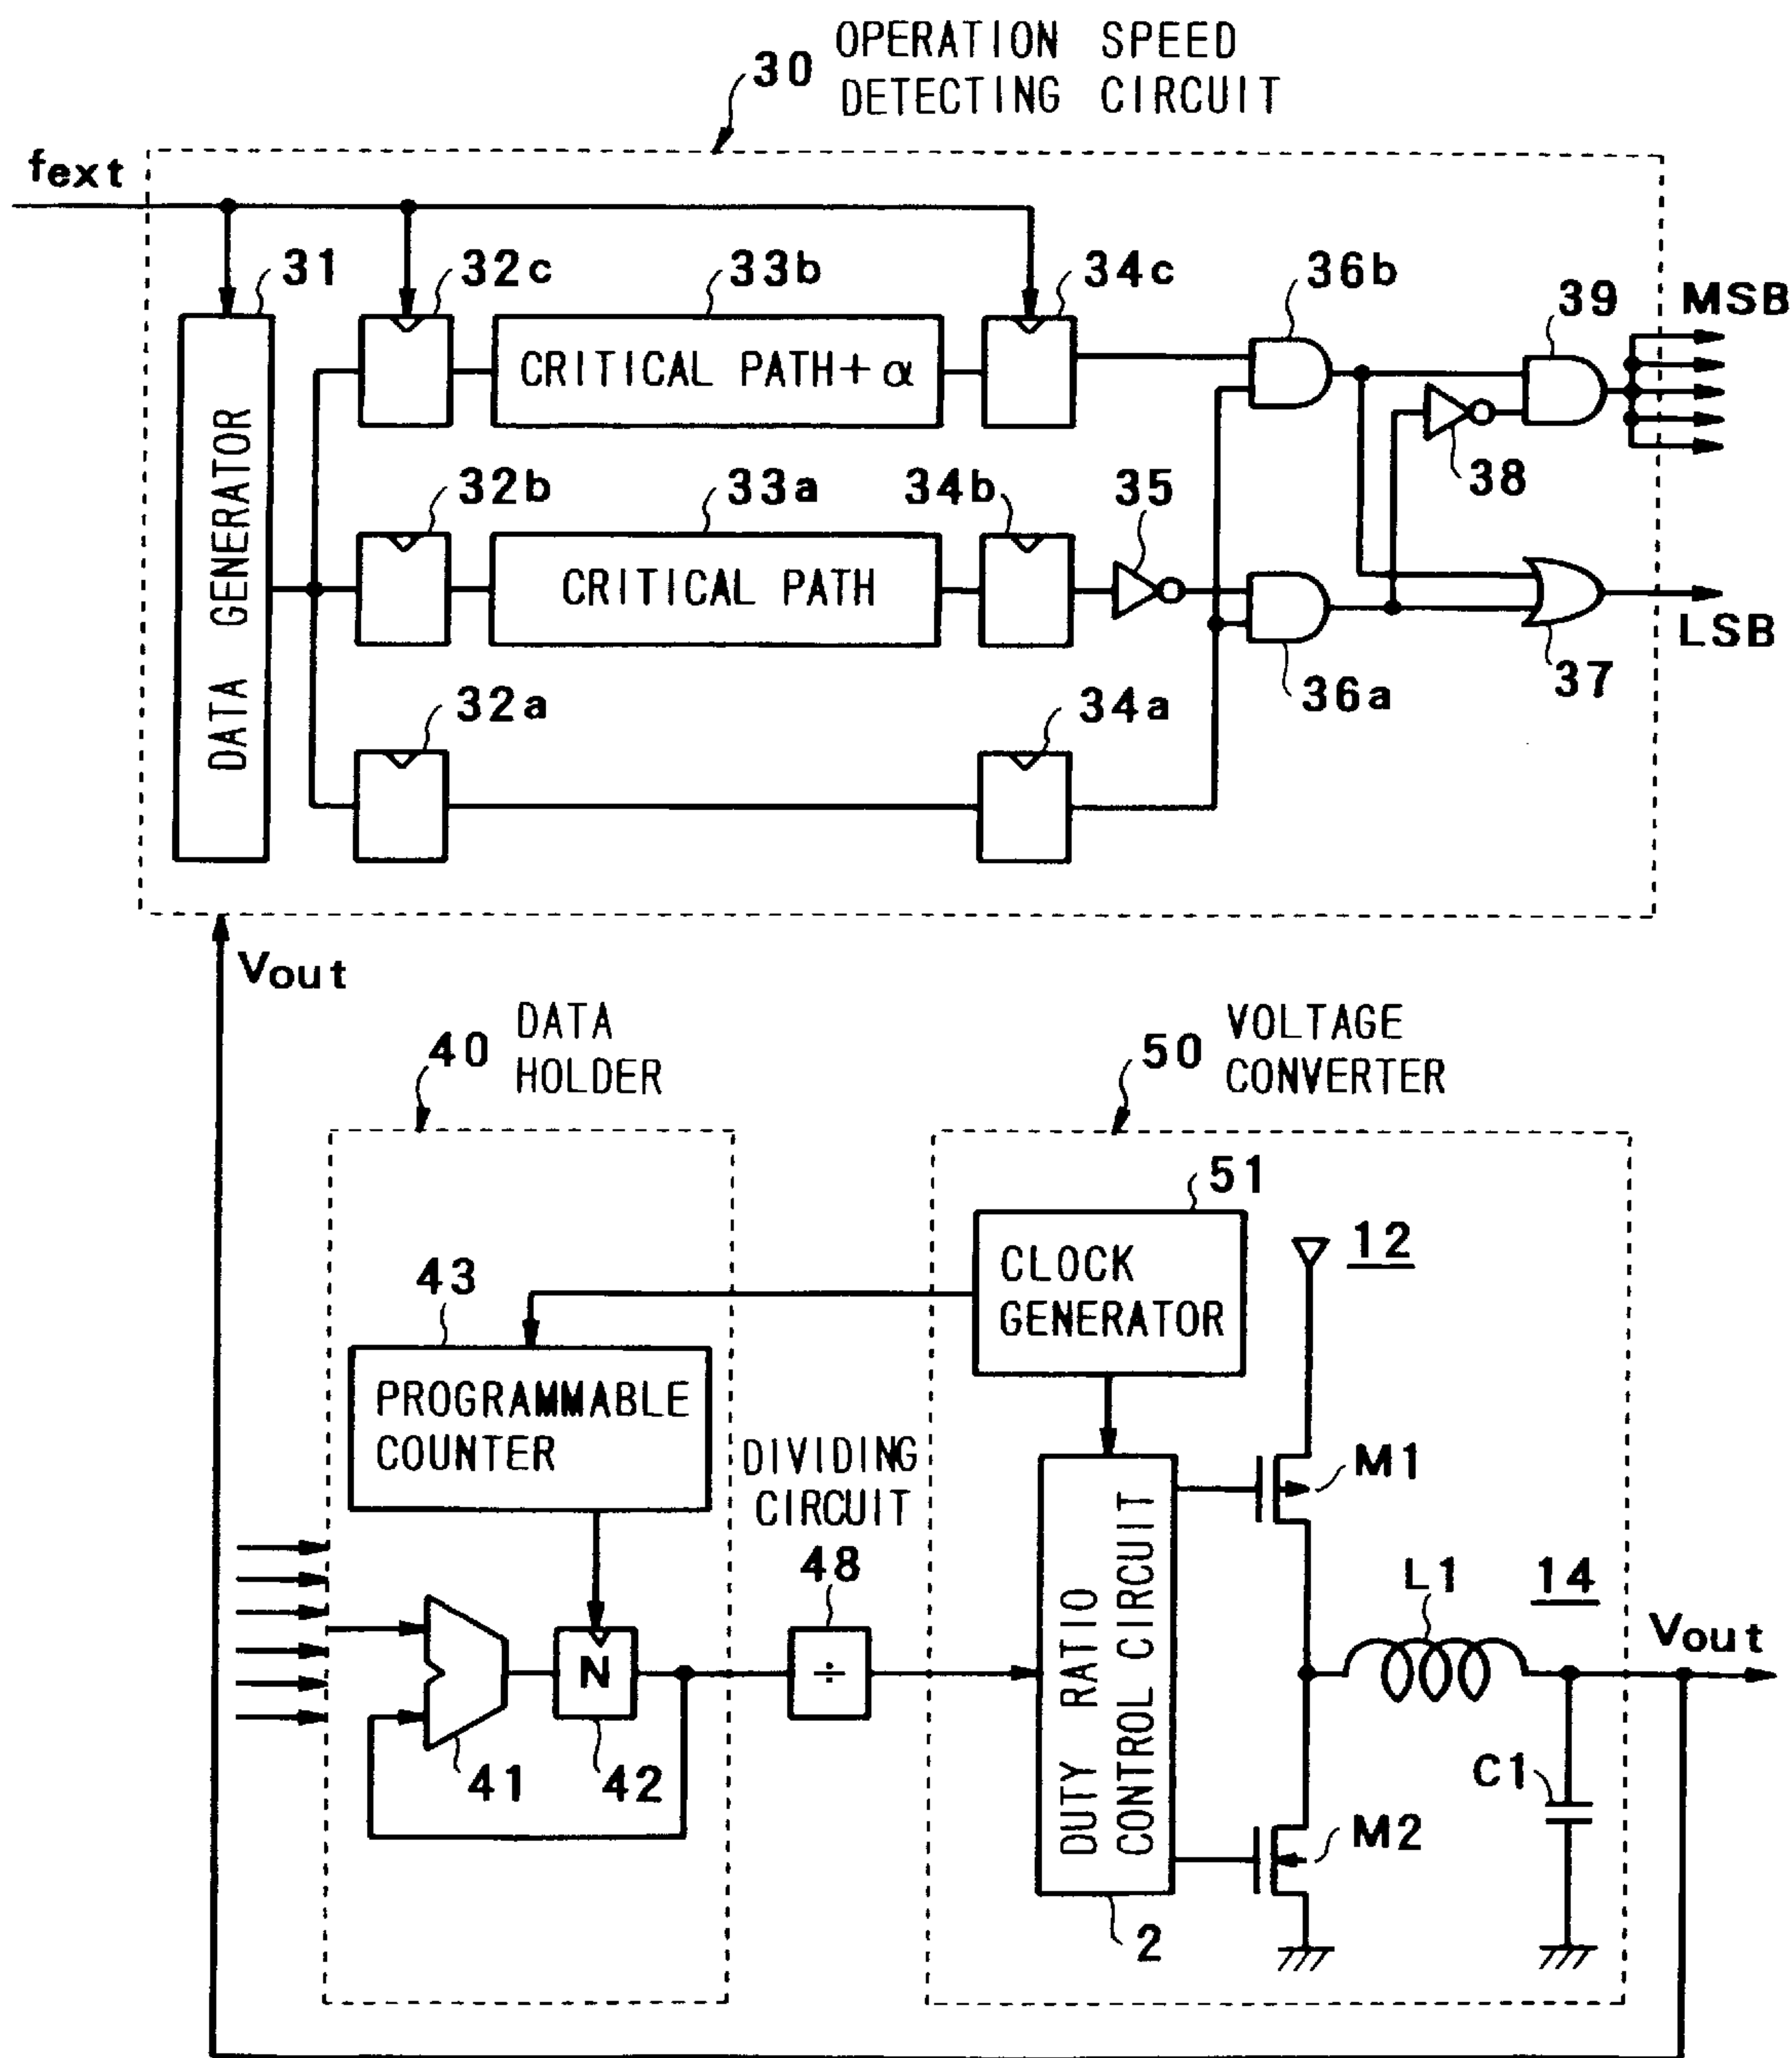 OPERATION SPEED
30 DETECTING CIRCUIT
fext
31
32c
33b
34c
36b
39
MSB
CRITICAL PATH+α
38
DATA GENERATOR
32b
33a
34b
35
CRITICAL PATH
LSB
37
36a
32a
34a
Vout
40 DATA
HOLDER
50 VOLTAGE
CONVERTER
51
12
CLOCK
GENERATOR
43
PROGRAMMABLE
COUNTER
DIVIDING
CIRCUIT
48
÷
M1
DUTY RATIO
CONTROL CIRCUIT
L1
14
Vout
N
41
42
C1
M2
2